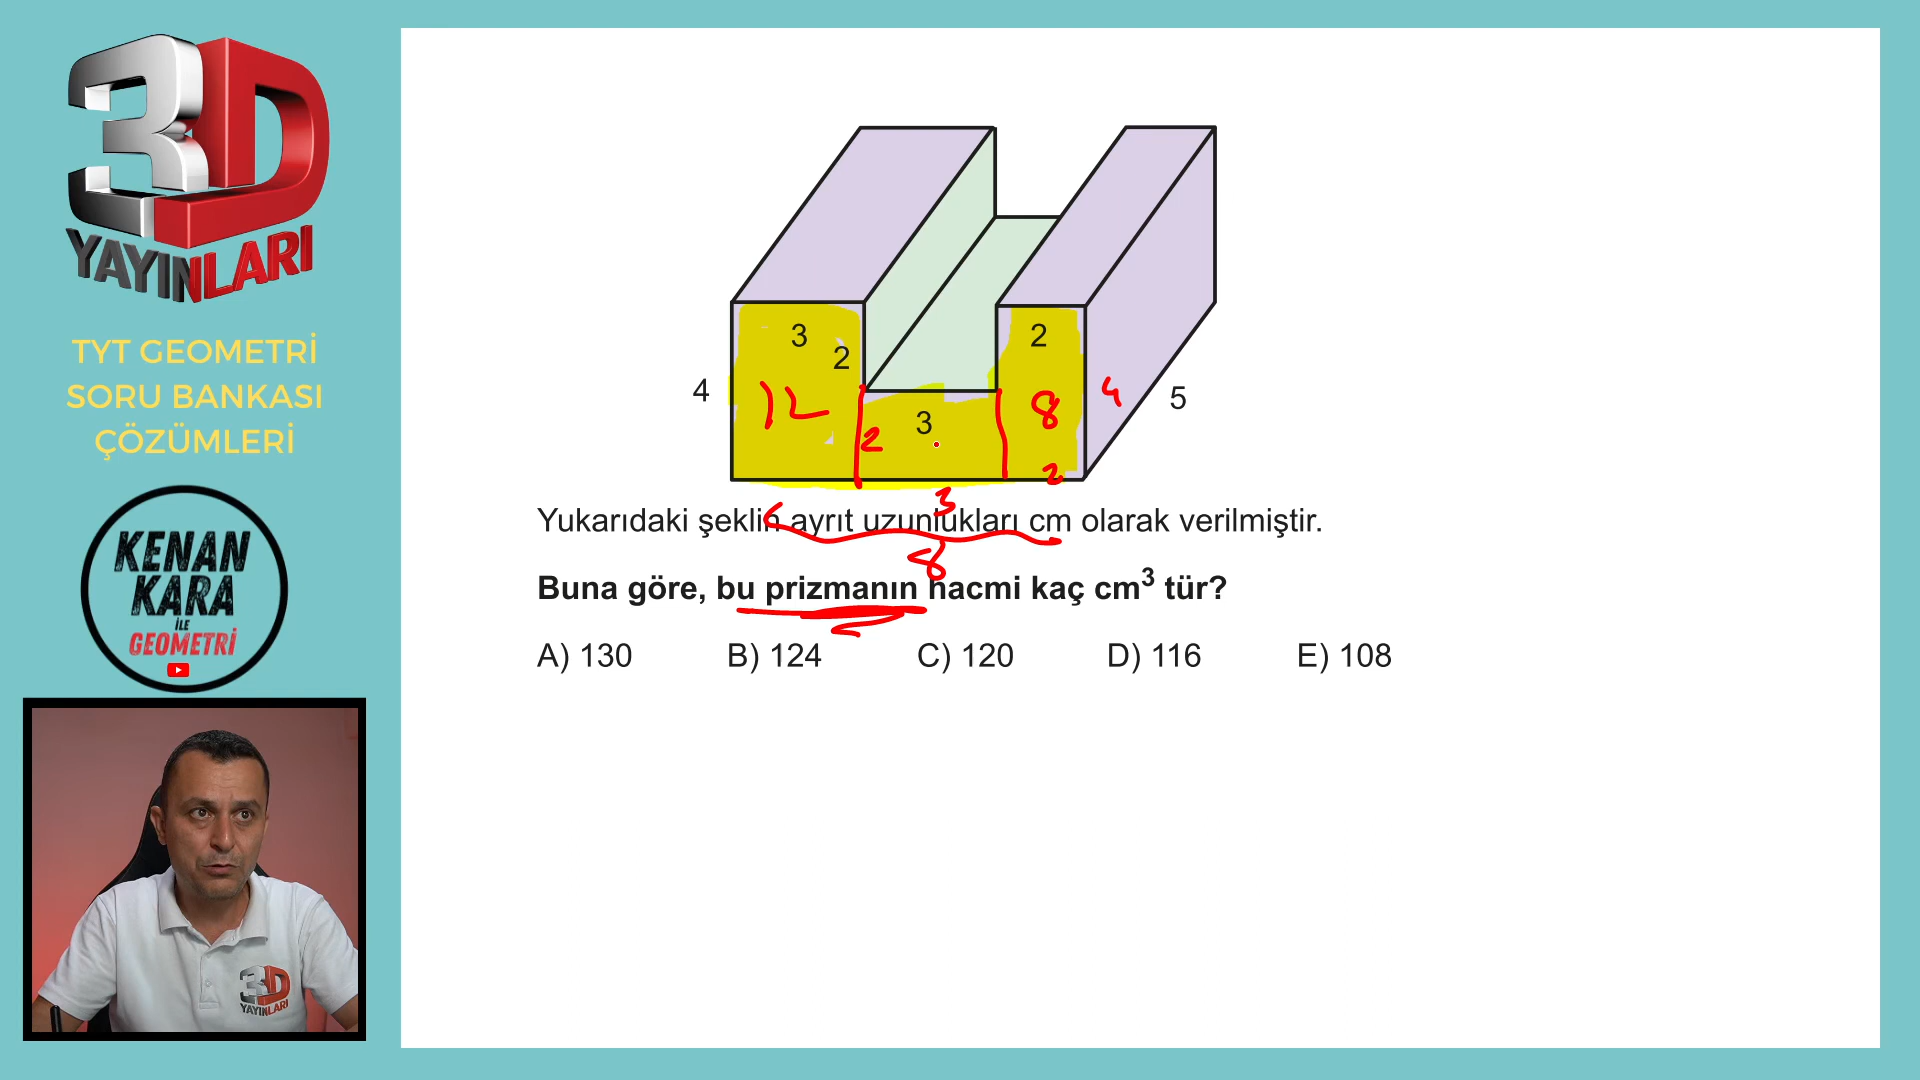 3D
YAYINLARI
TYT GEOMETRİ
SORU BANKASI
ÇÖZÜMLERİ
KENAN
KARA
İLE
GEOMETRİ
3D
YAYINLARI
3
2
2
4
12
2
3
8
4
5
2
3
Yukarıdaki şeklin ayrıt uzunlukları cm olarak verilmiştir.
8
Buna göre, bu prizmanın hacmi kaç cm³ tür?
A) 130 B) 124 C) 120 D) 116 E) 108